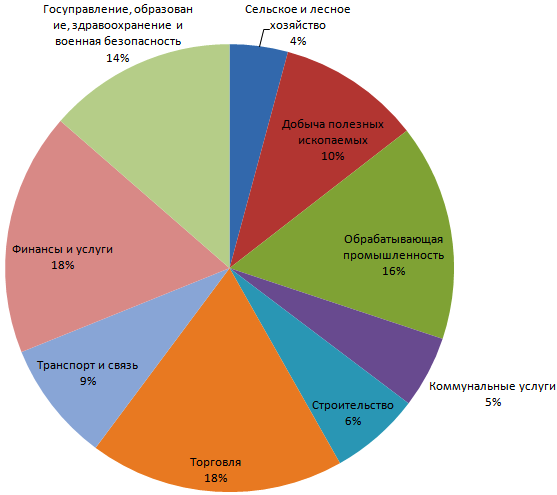 Госуправление, образован
ие, здравоохранение и
военная безопасность
14%
Сельское и лесное
хозяйство
4%
Добыча полезных
ископаемых
10%
Обрабатывающая
промышленность
16%
Коммунальные услуги
5%
Строительство
6%
Торговля
18%
Транспорт и связь
9%
Финансы и услуги
18%